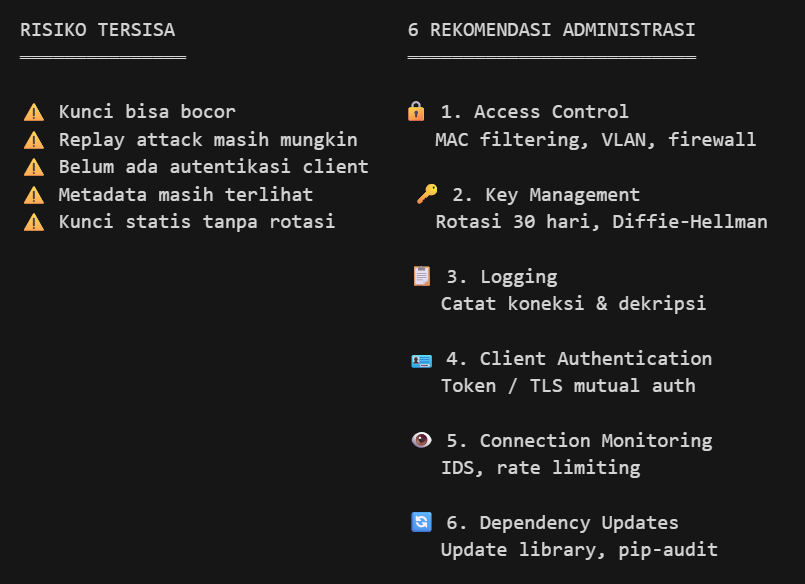 RISIKO TERSISA
⚠️ Kunci bisa bocor
⚠️ Replay attack masih mungkin
⚠️ Belum ada autentikasi client
⚠️ Metadata masih terlihat
⚠️ Kunci statis tanpa rotasi
6 REKOMENDASI ADMINISTRASI
🔒 1. Access Control
MAC filtering, VLAN, firewall
🔑 2. Key Management
Rotasi 30 hari, Diffie-Hellman
📋 3. Logging
Catat koneksi & dekripsi
🪪 4. Client Authentication
Token / TLS mutual auth
👁️ 5. Connection Monitoring
IDS, rate limiting
🔄 6. Dependency Updates
Update library, pip-audit